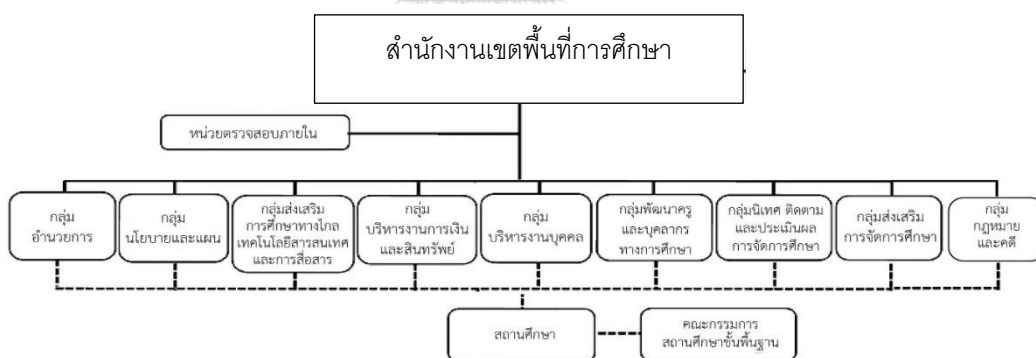 สำนักงานเขตพื้นที่การศึกษา
หน่วยตรวจสอบภายใน
กลุ่ม
อำนวยการ
กลุ่ม
นโยบายและแผน
กลุ่มส่งเสริม
การศึกษาทางไกล
เทคโนโลยีสารสนเทศ
และการสื่อสาร
กลุ่ม
บริหารงานการเงิน
และสินทรัพย์
กลุ่ม
บริหารงานบุคคล
กลุ่มพัฒนาครู
และบุคลากร
ทางการศึกษา
กลุ่มนิเทศ ติดตาม
และประเมินผล
การจัดการศึกษา
กลุ่มส่งเสริม
การจัดการศึกษา
กลุ่ม
กฎหมาย
และคดี
สถานศึกษา
คณะกรรมการ
สถานศึกษาขั้นพื้นฐาน